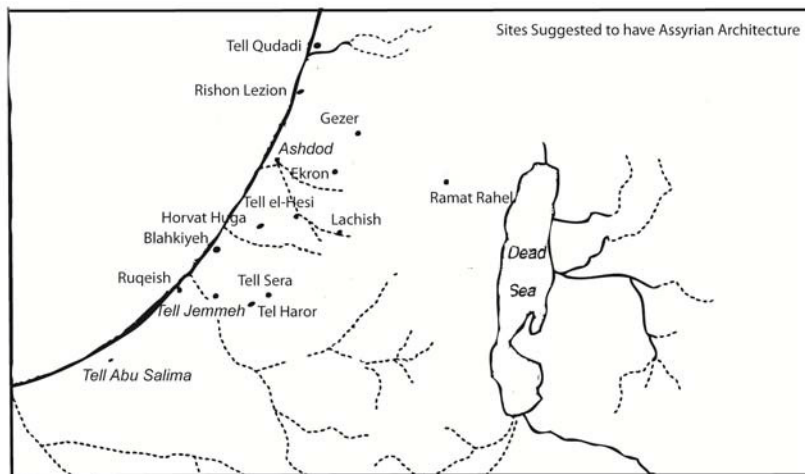 Sites Suggested to have Assyrian Architecture
Tell Qudadi
Rishon Lezion
Gezer
Ashdod
Ekron
Ramat Rahel
Tell el-Hesi
Horvat Huga
Lachish
Blahkiyeh
Dead
Sea
Ruqeish
Tell Sera
Tell Jemmeh
Tel Haror
Tell Abu Salima